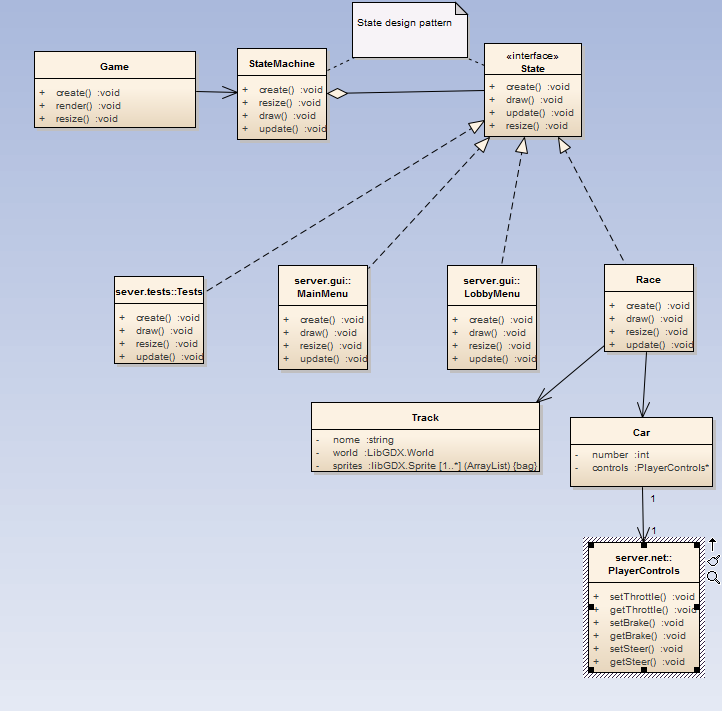 State design pattern
Game
+ create() :void
+ render() :void
+ resize() :void
StateMachine
+ create() :void
+ resize() :void
+ draw() :void
+ update() :void
«interface»
State
+ create() :void
+ draw() :void
+ update() :void
+ resize() :void
sever.tests::Tests
+ create() :void
+ draw() :void
+ resize() :void
+ update() :void
server.gui::
MainMenu
+ create() :void
+ draw() :void
+ resize() :void
+ update() :void
server.gui::
LobbyMenu
+ create() :void
+ draw() :void
+ resize() :void
+ update() :void
Race
+ create() :void
+ draw() :void
+ resize() :void
+ update() :void
Track
- nome :string
- world :LibGDX.World
- sprites :libGDX.Sprite [1..*] (ArrayList) {bag}
Car
- number :int
- controls :PlayerControls*
1
1
server.net::
PlayerControls
+ setThrottle() :void
+ getThrottle() :void
+ setBrake() :void
+ getBrake() :void
+ setSteer() :void
+ getSteer() :void